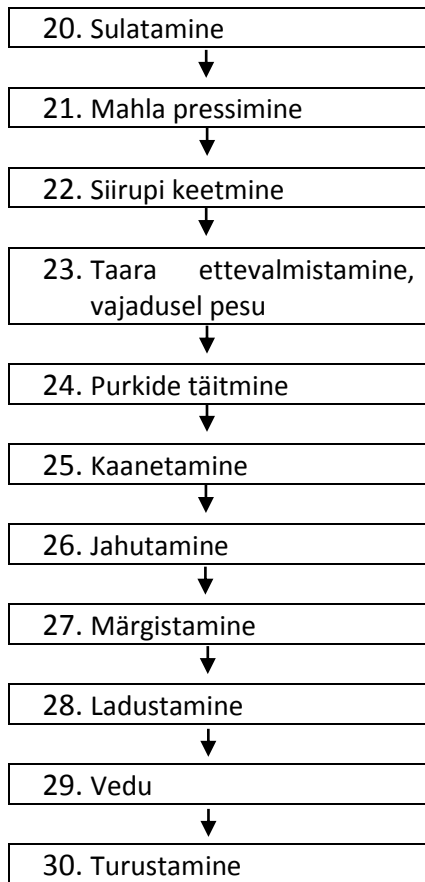 20. Sulatamine
21. Mahla pressimine
22. Siirupi keetmine
23. Taara ettevalmistamine,
vajadusel pesu
24. Purkide täitmine
25. Kaanetamine
26. Jahutamine
27. Märgistamine
28. Ladustamine
29. Vedu
30. Turustamine